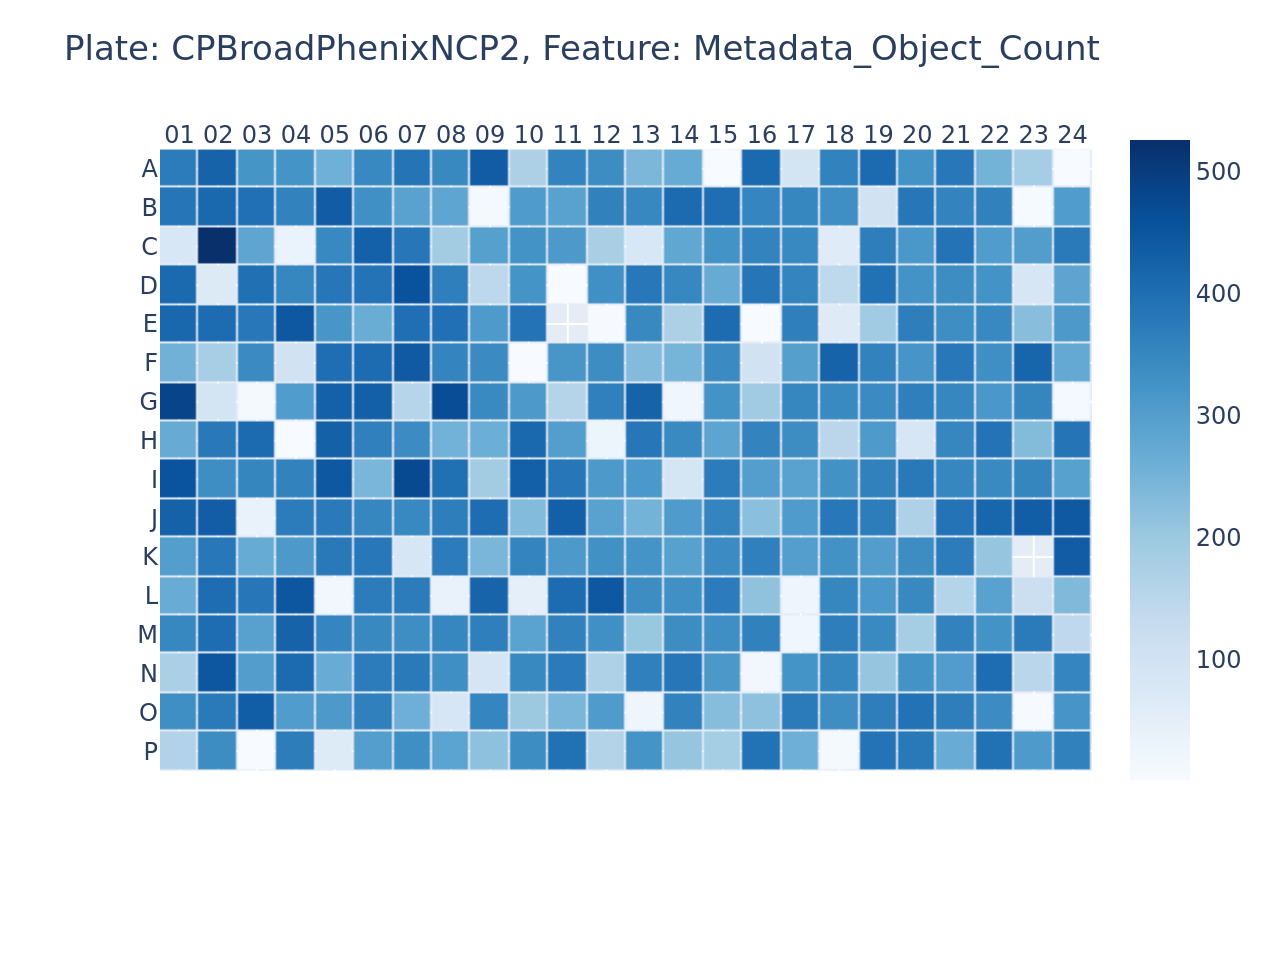 Plate: CPBroadPhenixNCP2, Feature: Metadata_Object_Count
01 02 03 04 05 06 07 08 09 10 11 12 13 14 15 16 17 18 19 20 21 22 23 24
A
B
C
D
E
F
G
H
I
J
K
L
M
N
O
P
500
400
300
200
100